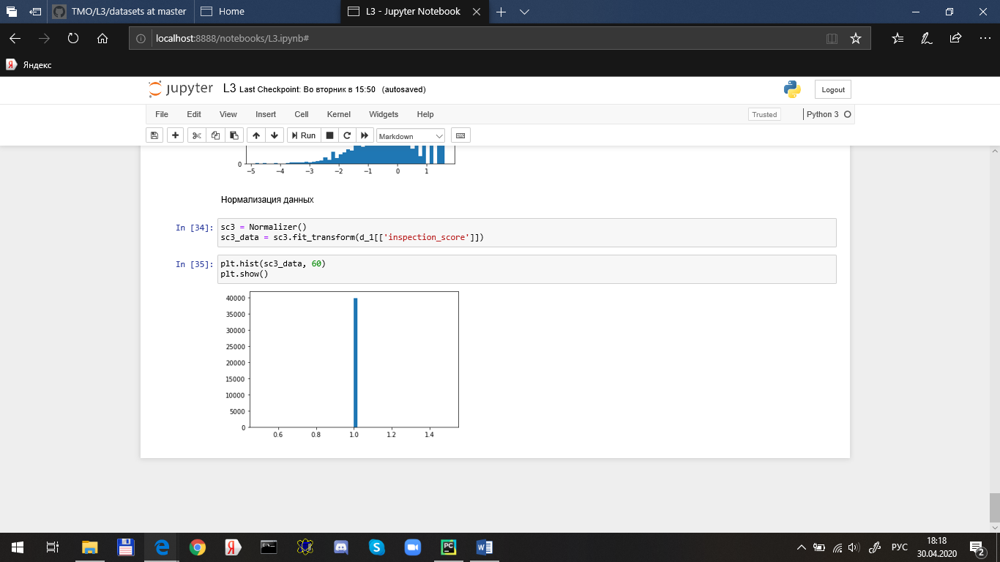 TMO/L3/datasets at master
Home
L3 - Jupyter Notebook
localhost:8888/notebooks/L3.ipynb#
Яндекс
jupyter L3 Last Checkpoint: Во вторник в 15:50 (autosaved)
Logout
File Edit View Insert Cell Kernel Widgets Help
Trusted
Python 3
Run
Markdown
0
−5 −4 −3 −2 −1 0 1
Нормализация данных
In [34]: sc3 = Normalizer()
sc3_data = sc3.fit_transform(d_1[['inspection_score']])
In [35]: plt.hist(sc3_data, 60)
plt.show()
40000
35000
30000
25000
20000
15000
10000
5000
0
0.6 0.8 1.0 1.2 1.4
РУС
18:18
30.04.2020
2